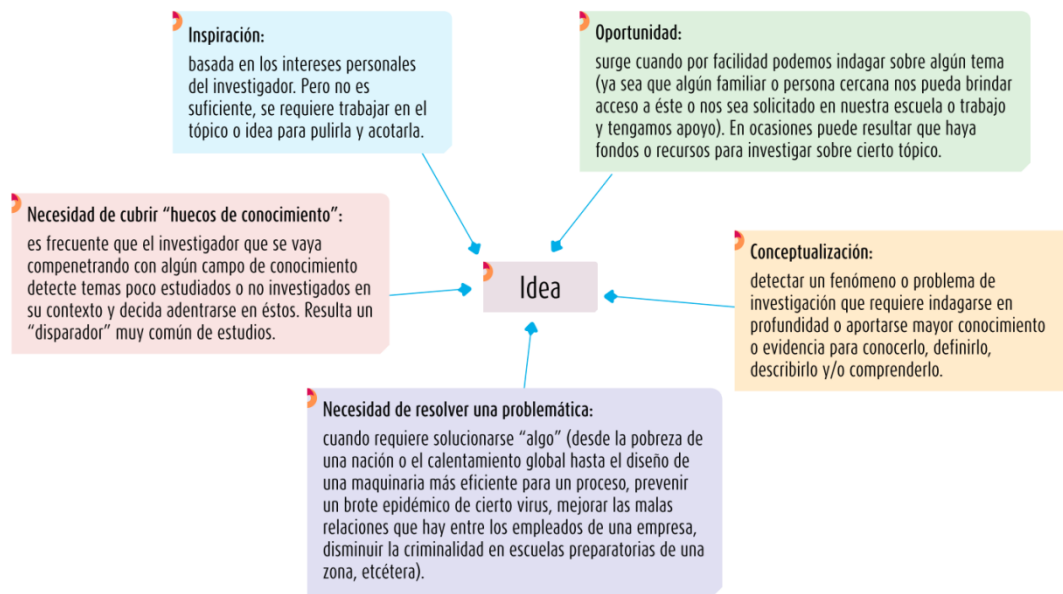 Inspiración:
basada en los intereses personales
del investigador. Pero no es
suficiente, se requiere trabajar en el
tópico o idea para pulirla y acotarla.
Oportunidad:
surge cuando por facilidad podemos indagar sobre algún tema
(ya sea que algún familiar o persona cercana nos pueda brindar
acceso a éste o nos sea solicitado en nuestra escuela o trabajo
y tengamos apoyo). En ocasiones puede resultar que haya
fondos o recursos para investigar sobre cierto tópico.
Necesidad de cubrir “huecos de conocimiento”:
es frecuente que el investigador que se vaya
compenetrando con algún campo de conocimiento
detecte temas poco estudiados o no investigados en
su contexto y decida adentrarse en éstos. Resulta un
“disparador” muy común de estudios.
Idea
Conceptualización:
detectar un fenómeno o problema de
investigación que requiere indagarse en
profundidad o aportarse mayor conocimiento
o evidencia para conocerlo, definirlo,
describirlo y/o comprenderlo.
Necesidad de resolver una problemática:
cuando requiere solucionarse “algo” (desde la pobreza de
una nación o el calentamiento global hasta el diseño de
una maquinaria más eficiente para un proceso, prevenir
un brote epidémico de cierto virus, mejorar las malas
relaciones que hay entre los empleados de una empresa,
disminuir la criminalidad en escuelas preparatorias de una
zona, etcétera).